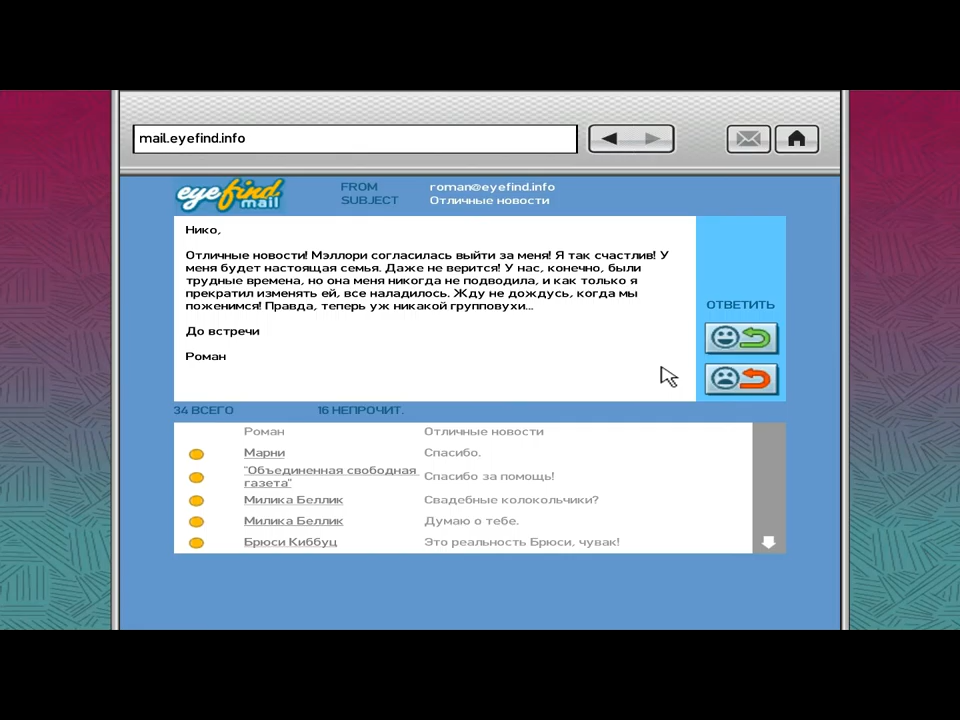 mail.eyefind.info
eyefind mail
FROM roman@eyefind.info
SUBJECT Отличные новости
Нико,
Отличные новости! Мэллори согласилась выйти за меня! Я так счастлив! У
меня будет настоящая семья. Даже не верится! У нас, конечно, были
трудные времена, но она меня никогда не подводила, и как только я
прекратил изменять ей, все наладилось. Жду не дождусь, когда мы
поженимся! Правда, теперь уж никакой групповухи...
До встречи
Роман
ОТВЕТИТЬ
34 ВСЕГО 16 НЕПРОЧИТ.
Роман Отличные новости
Марни Спасибо.
"Объединенная свободная
газета" Спасибо за помощь!
Милика Беллик Свадебные колокольчики?
Милика Беллик Думаю о тебе.
Брюси Киббуц Это реальность Брюси, чувак!